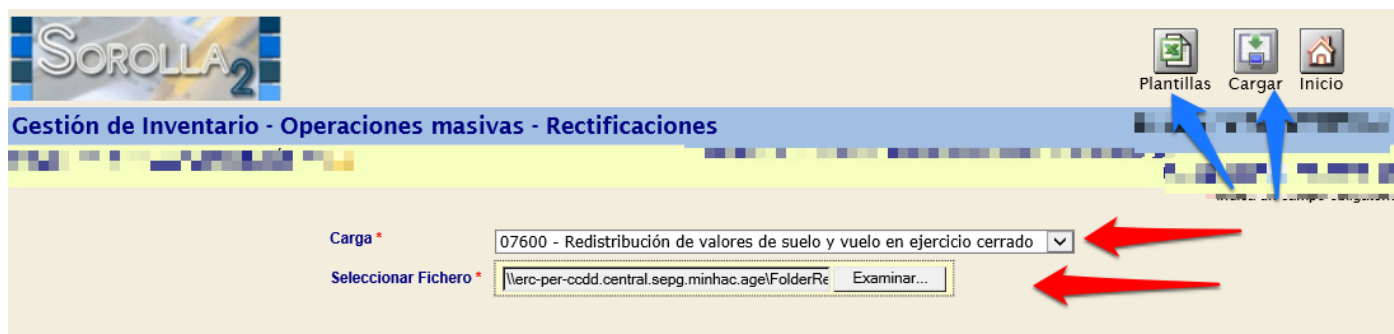 SOROLLA2
Plantillas Cargar Inicio
Gestión de Inventario - Operaciones masivas - Rectificaciones
Carga *
07600 - Redistribución de valores de suelo y vuelo en ejercicio cerrado
Seleccionar Fichero *
\\erc-per-ccdd.central.sepg.minhac.age\FolderRe
Examinar...